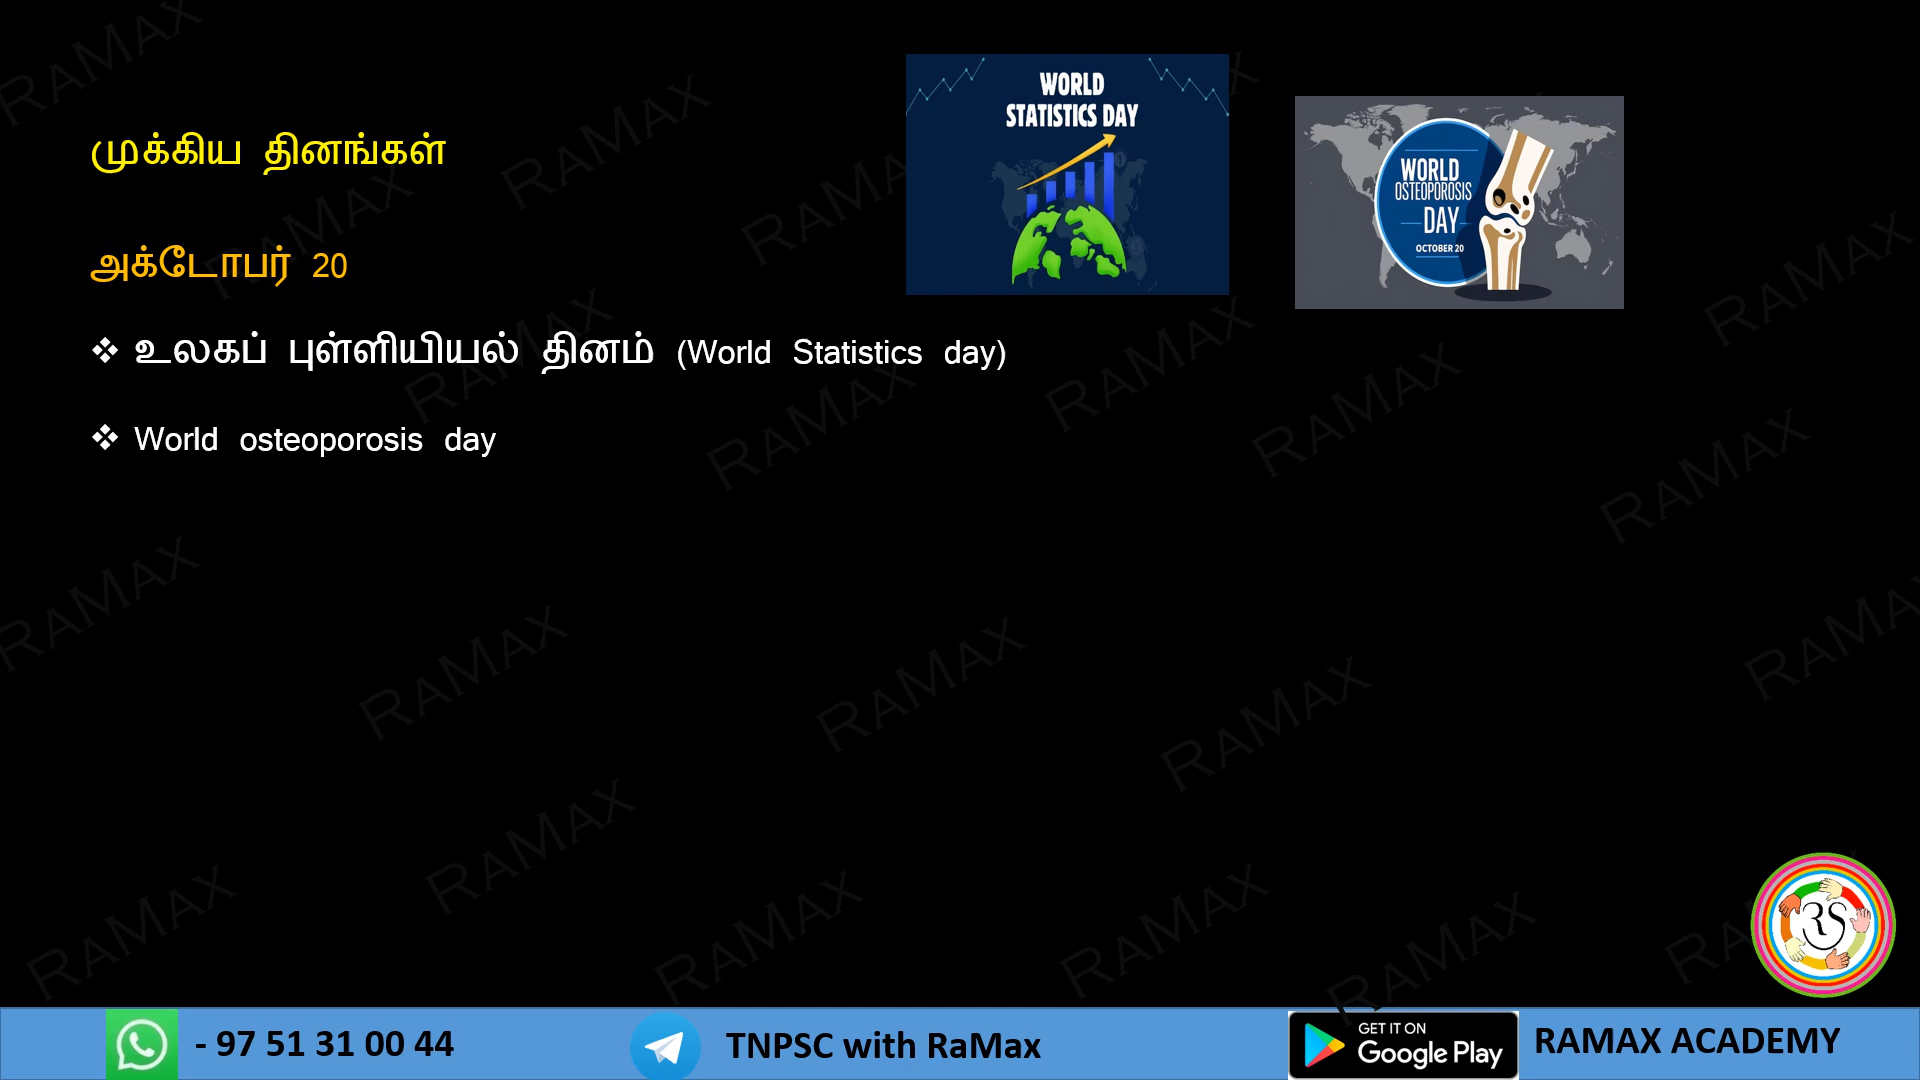 முக்கிய தினங்கள்
அக்டோபர் 20
❖ உலகப் புள்ளியியல் தினம் (World Statistics day)
❖ World osteoporosis day
WORLD
STATISTICS DAY
WORLD
OSTEOPOROSIS
DAY
OCTOBER 20
- 97 51 31 00 44
TNPSC with RaMax
GET IT ON
Google Play
RAMAX ACADEMY
RAMAX